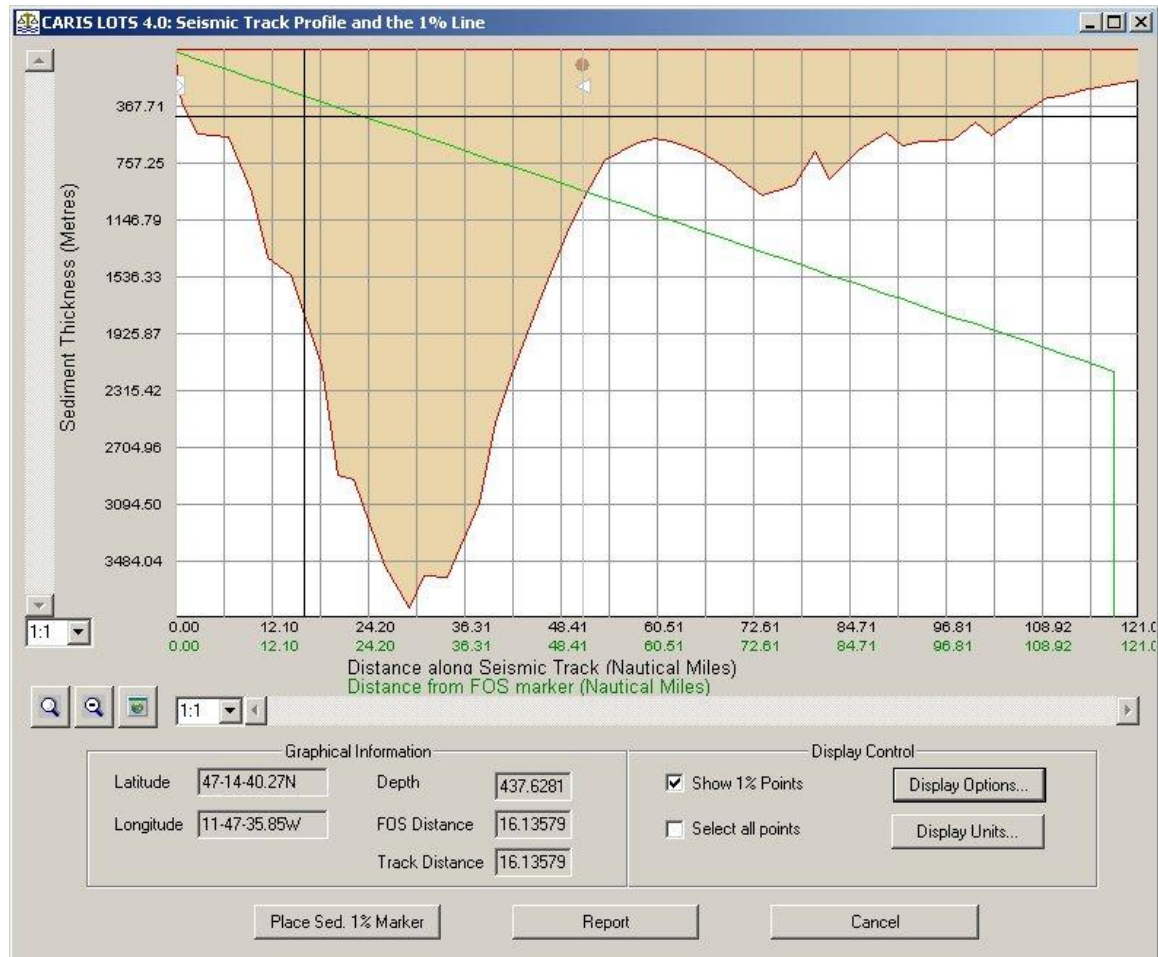 CARIS LOTS 4.0: Seismic Track Profile and the 1% Line
Sediment Thickness (Metres)
367.71
757.25
1146.79
1536.33
1925.87
2315.42
2704.96
3094.50
3484.04
1:1
0.00 12.10 24.20 36.31 48.41 60.51 72.61 84.71 96.81 108.92 121.0
0.00 12.10 24.20 36.31 48.41 60.51 72.61 84.71 96.81 108.92 121.0
Distance along Seismic Track (Nautical Miles)
Distance from FOS marker (Nautical Miles)
1:1
Graphical Information
Latitude 47-14-40.27N
Longitude 11-47-35.85W
Depth 437.6281
FOS Distance 16.13579
Track Distance 16.13579
Display Control
Show 1% Points
Select all points
Display Options...
Display Units...
Place Sed. 1% Marker
Report
Cancel